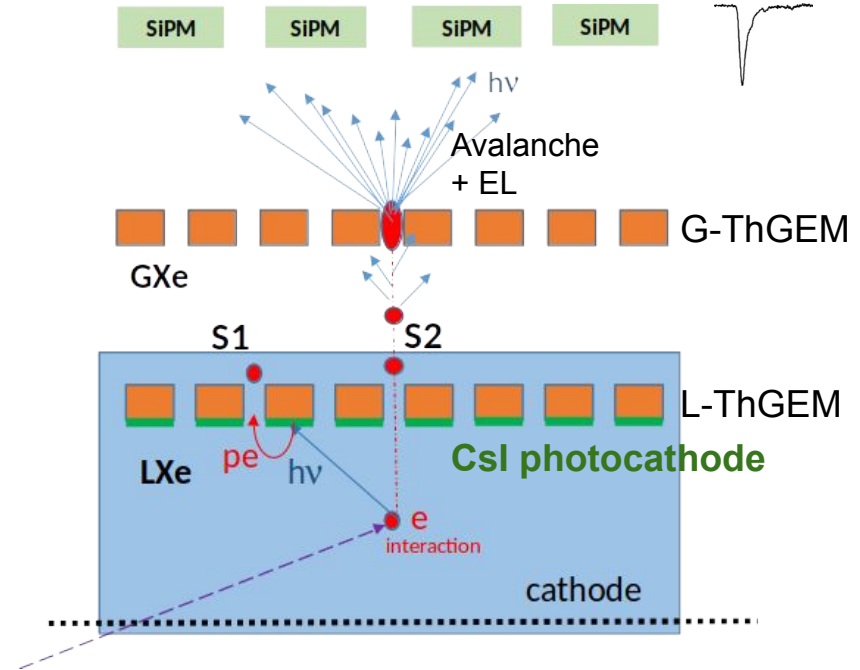 SiPM SiPM SiPM SiPM
hν
Avalanche
+ EL
G-ThGEM
GXe
S1 S2
L-ThGEM
CsI photocathode
LXe pe hν
e
interaction
cathode